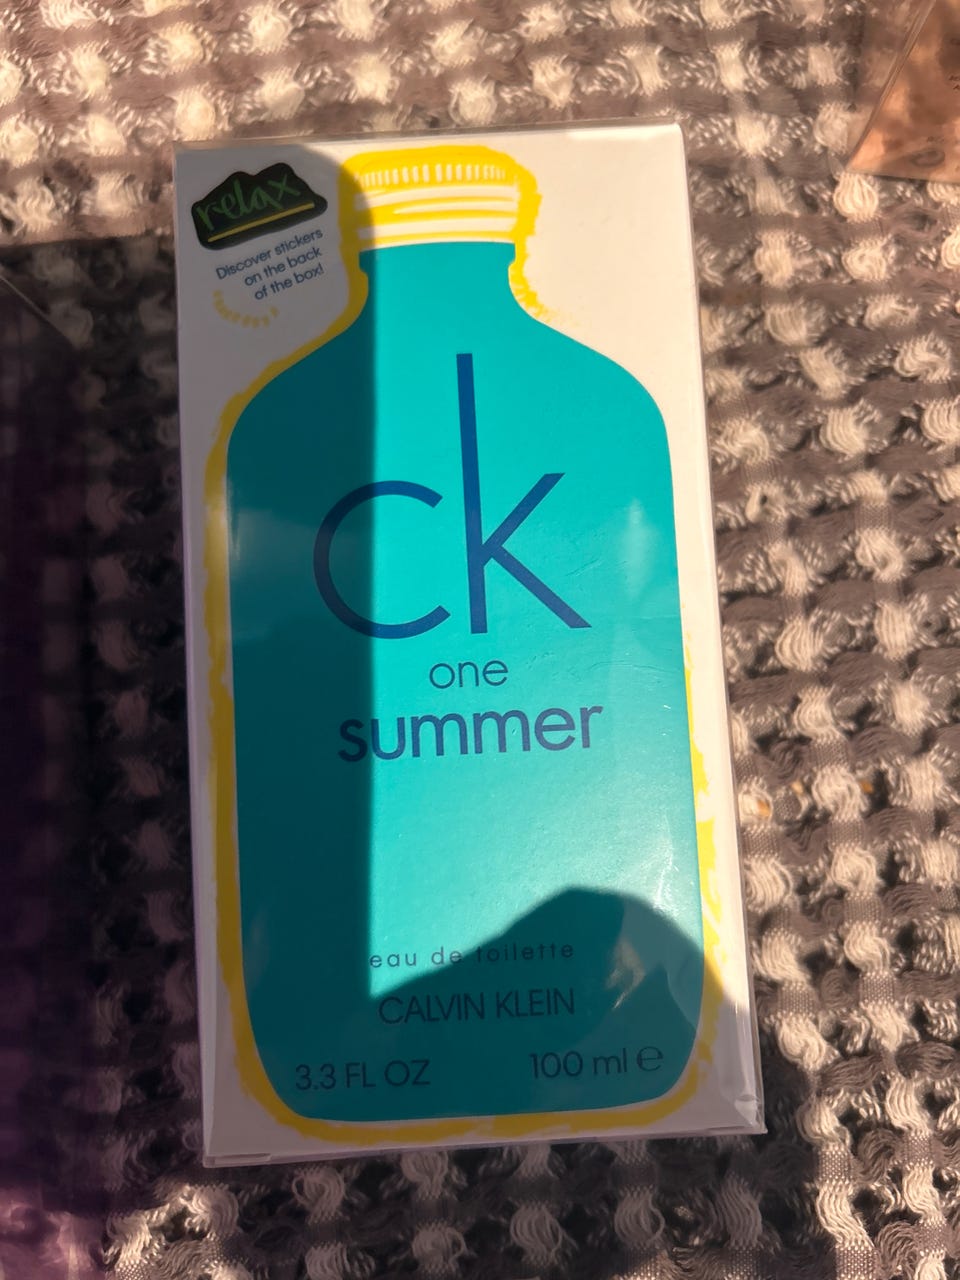 relax
Discover stickers
on the back
of the box!
ck
one
summer
eau de toilette
CALVIN KLEIN
3.3 FL OZ 100 ml e